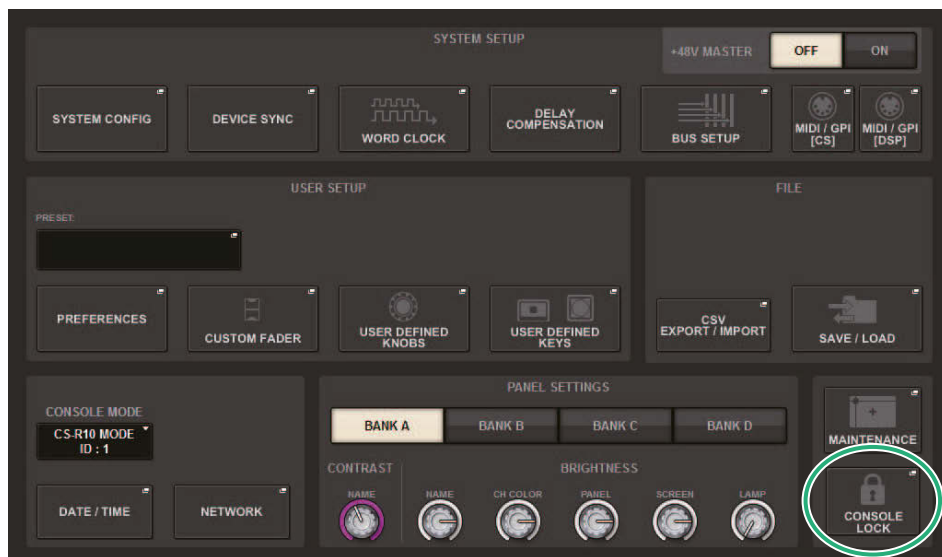 SYSTEM SETUP
+48V MASTER
OFF
ON
SYSTEM CONFIG
DEVICE SYNC
WORD CLOCK
DELAY
COMPENSATION
BUS SETUP
MIDI / GPI
[CS]
MIDI / GPI
[DSP]
USER SETUP
PRESET:
PREFERENCES
CUSTOM FADER
USER DEFINED
KNOBS
USER DEFINED
KEYS
FILE
CSV
EXPORT / IMPORT
SAVE / LOAD
CONSOLE MODE
CS-R10 MODE
ID : 1
DATE / TIME
NETWORK
PANEL SETTINGS
BANK A
BANK B
BANK C
BANK D
CONTRAST
BRIGHTNESS
NAME
NAME
CH COLOR
PANEL
SCREEN
LAMP
MAINTENANCE
CONSOLE
LOCK